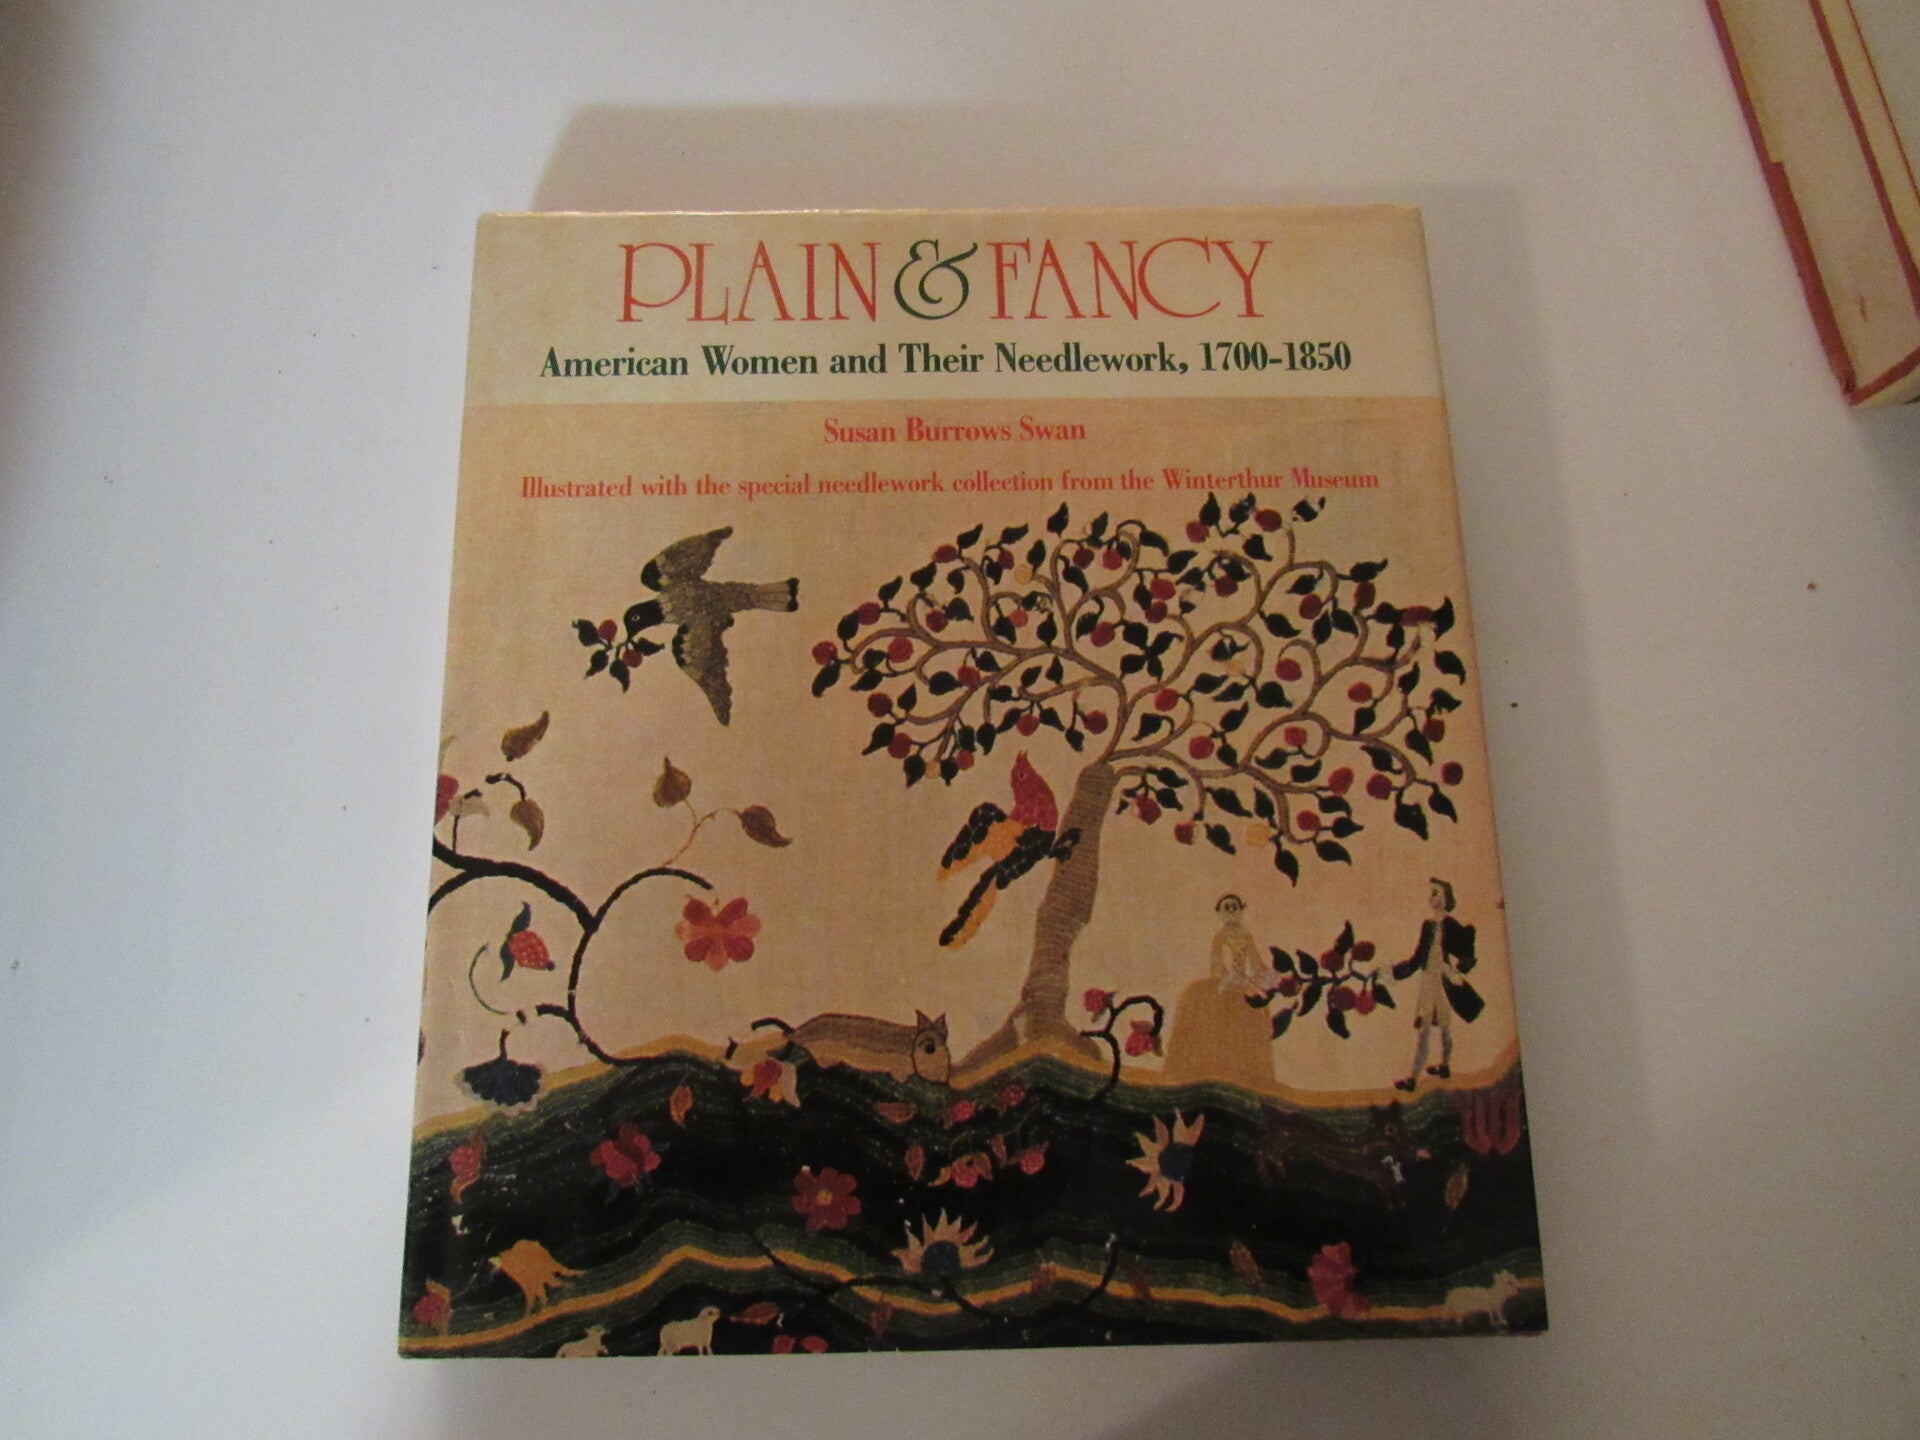 PLAIN & FANCY
American Women and Their Needlework, 1700-1850
Susan Burrows Swan
Illustrated with the special needlework collection from the Winterthur Museum